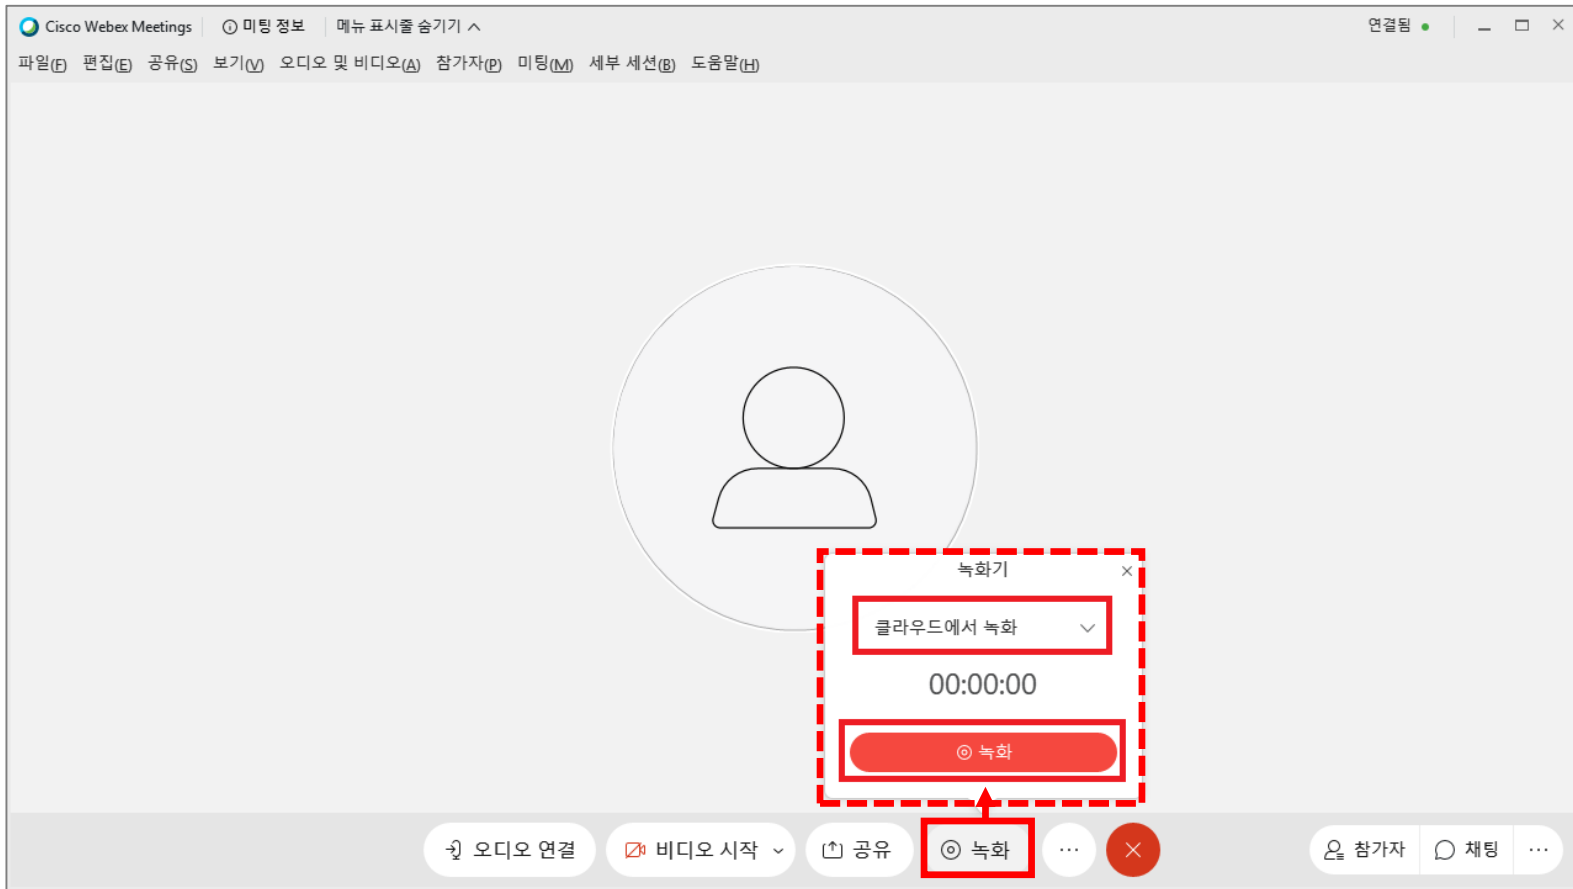 Cisco Webex Meetings ⓘ 미팅 정보 메뉴 표시줄 숨기기 ^ 연결됨
파일(F) 편집(E) 공유(S) 보기(V) 오디오 및 비디오(A) 참가자(P) 미팅(M) 세부 세션(B) 도움말(H)
녹화기 ×
클라우드에서 녹화
00:00:00
녹화
오디오 연결 비디오 시작 공유 녹화 ... 참가자 채팅 ...